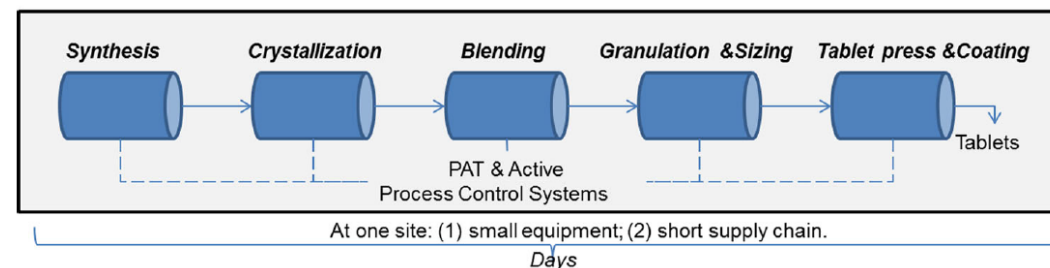 Synthesis
Crystallization
Blending
Granulation &Sizing
Tablet press &Coating
Tablets
PAT & Active
Process Control Systems
At one site: (1) small equipment; (2) short supply chain.
Days